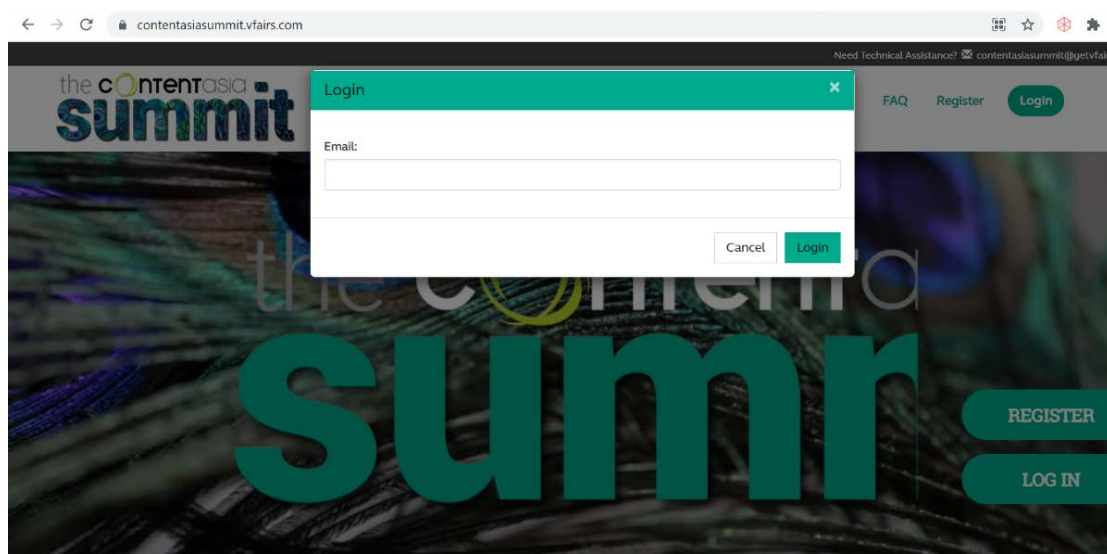 contentasiasummit.vfairs.com
Need Technical Assistance? contentasiasummit@getvfai
the contentasia
summit
Login
×
FAQ Register Login
Email:
Cancel Login
the contenta
summ
REGISTER
LOG IN